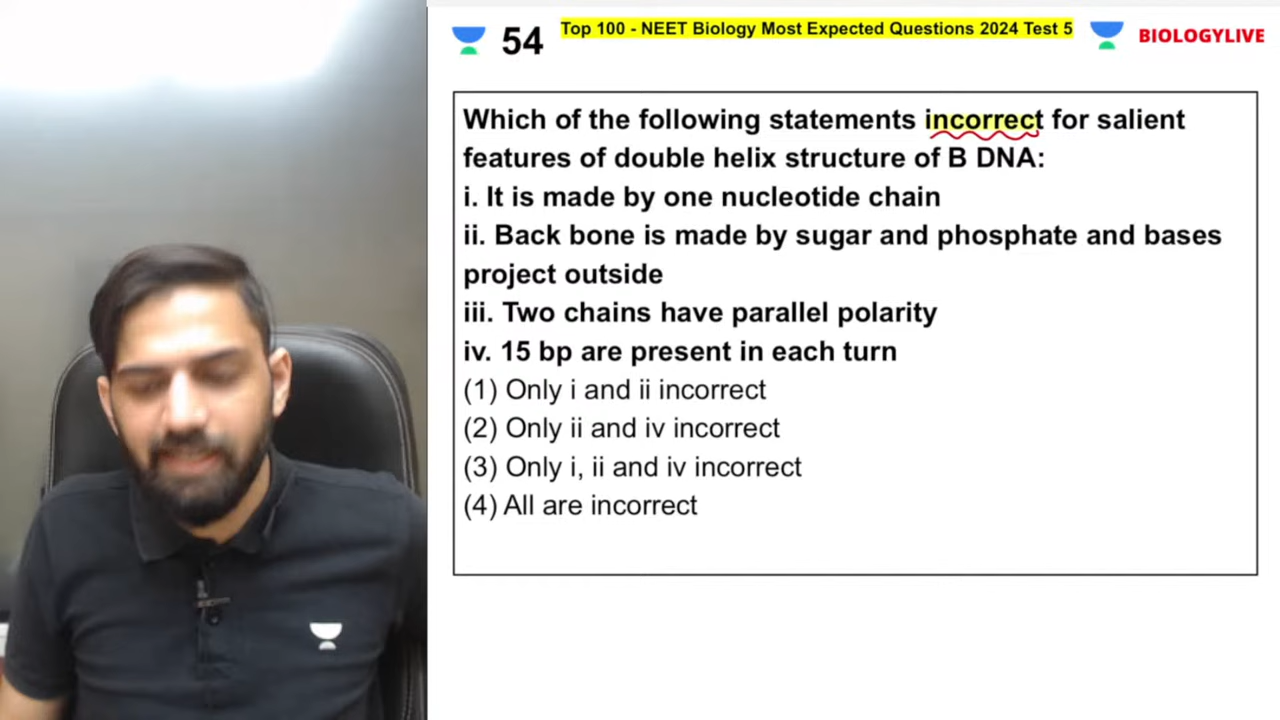 54
Top 100 - NEET Biology Most Expected Questions 2024 Test 5
BIOLOGYLIVE
Which of the following statements incorrect for salient
features of double helix structure of B DNA:
i. It is made by one nucleotide chain
ii. Back bone is made by sugar and phosphate and bases
project outside
iii. Two chains have parallel polarity
iv. 15 bp are present in each turn
(1) Only i and ii incorrect
(2) Only ii and iv incorrect
(3) Only i, ii and iv incorrect
(4) All are incorrect